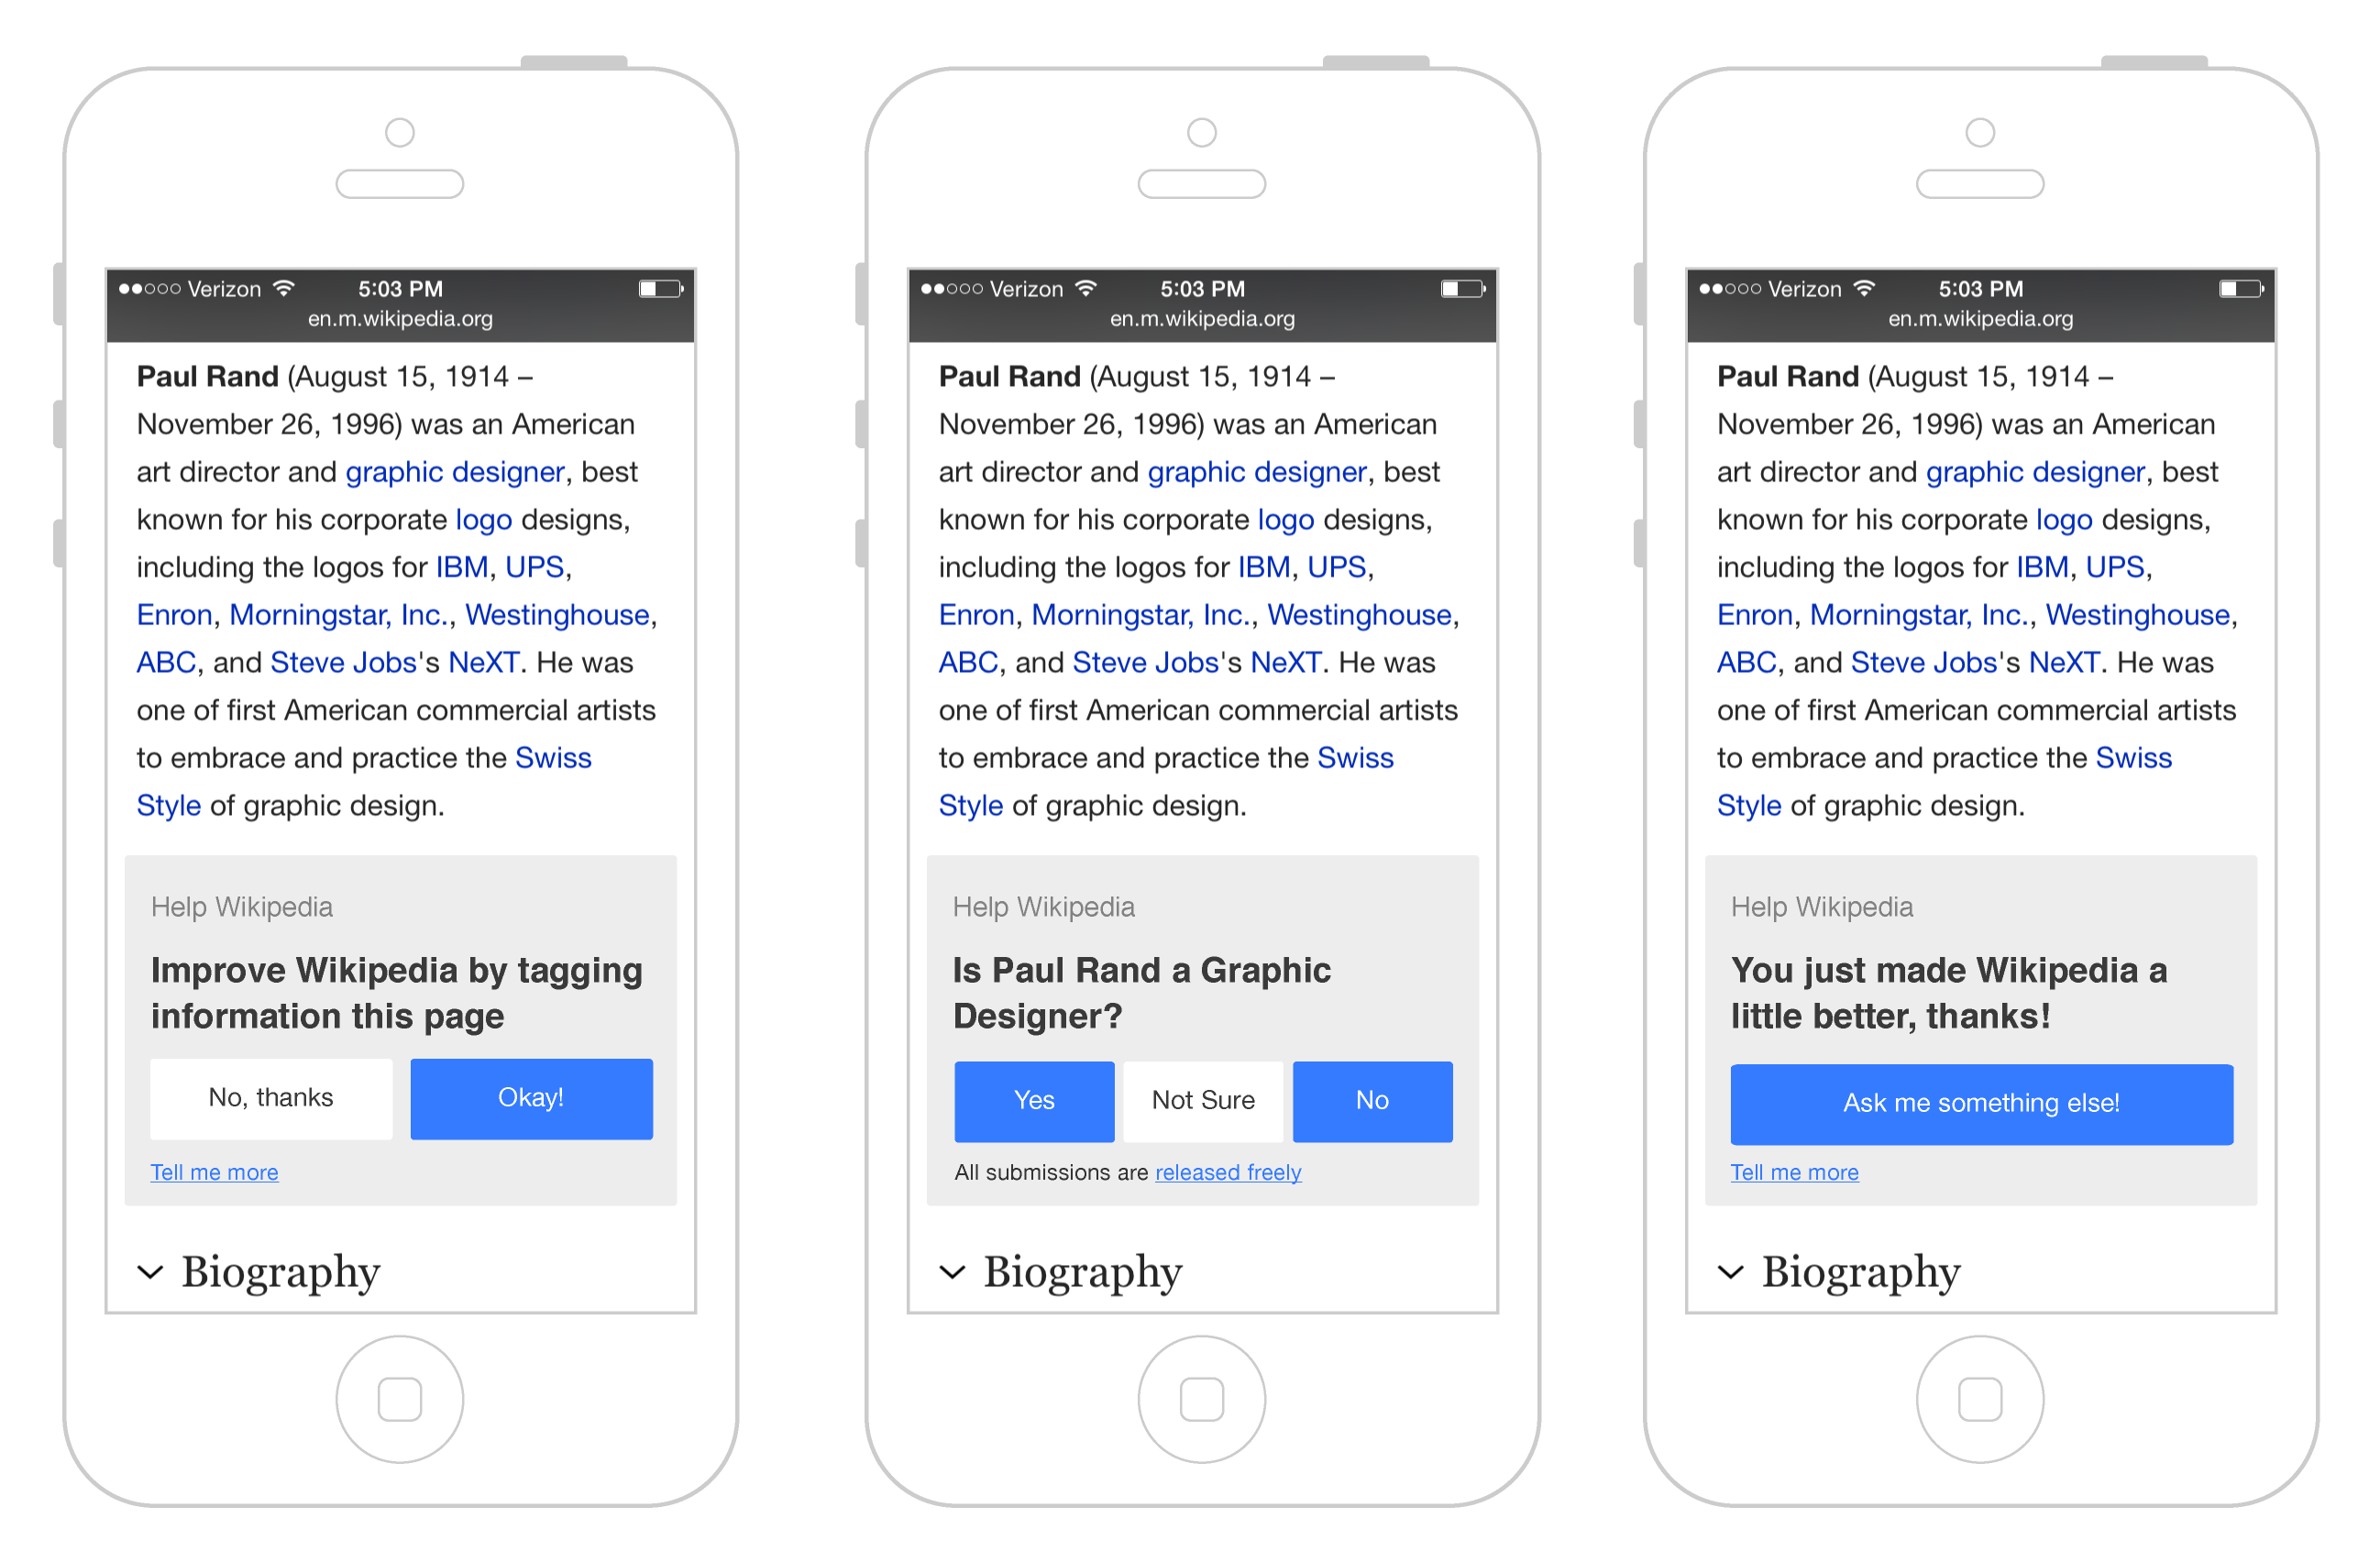 Verizon 5:03 PM
en.m.wikipedia.org
Paul Rand (August 15, 1914 –
November 26, 1996) was an American
art director and graphic designer, best
known for his corporate logo designs,
including the logos for IBM, UPS,
Enron, Morningstar, Inc., Westinghouse,
ABC, and Steve Jobs's NeXT. He was
one of first American commercial artists
to embrace and practice the Swiss
Style of graphic design.
Help Wikipedia
Improve Wikipedia by tagging
information this page
No, thanks Okay!
Tell me more
Biography
Verizon 5:03 PM
en.m.wikipedia.org
Paul Rand (August 15, 1914 –
November 26, 1996) was an American
art director and graphic designer, best
known for his corporate logo designs,
including the logos for IBM, UPS,
Enron, Morningstar, Inc., Westinghouse,
ABC, and Steve Jobs's NeXT. He was
one of first American commercial artists
to embrace and practice the Swiss
Style of graphic design.
Help Wikipedia
Is Paul Rand a Graphic
Designer?
Yes Not Sure No
All submissions are released freely
Biography
Verizon 5:03 PM
en.m.wikipedia.org
Paul Rand (August 15, 1914 –
November 26, 1996) was an American
art director and graphic designer, best
known for his corporate logo designs,
including the logos for IBM, UPS,
Enron, Morningstar, Inc., Westinghouse,
ABC, and Steve Jobs's NeXT. He was
one of first American commercial artists
to embrace and practice the Swiss
Style of graphic design.
Help Wikipedia
You just made Wikipedia a
little better, thanks!
Ask me something else!
Tell me more
Biography